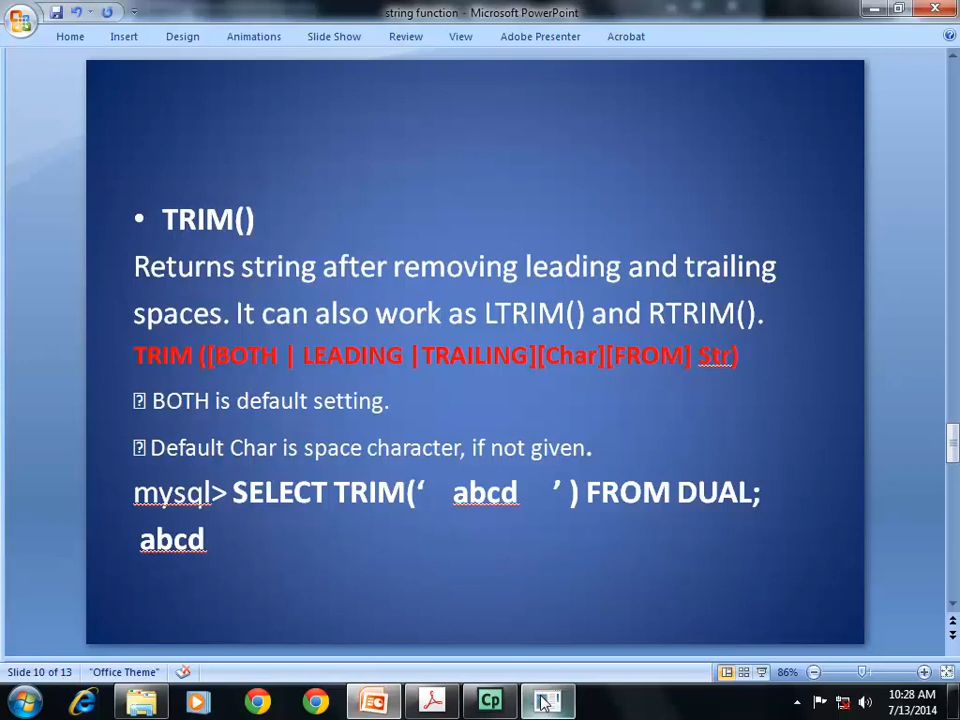 string function - Microsoft PowerPoint
Home Insert Design Animations Slide Show Review View Adobe Presenter Acrobat
• TRIM()
Returns string after removing leading and trailing
spaces. It can also work as LTRIM() and RTRIM().
TRIM ([BOTH | LEADING |TRAILING][Char][FROM] Str)
BOTH is default setting.
Default Char is space character, if not given.
mysql> SELECT TRIM(‘ abcd ’ ) FROM DUAL;
abcd
Slide 10 of 13 "Office Theme" 86%
Cp 10:28 AM
7/13/2014